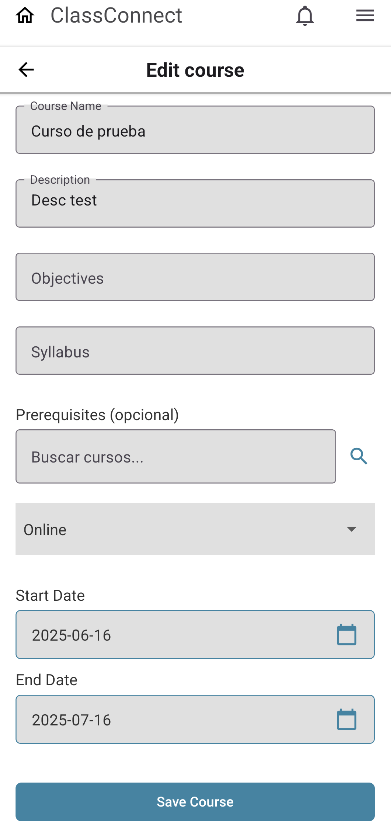 ClassConnect
Edit course
Course Name
Curso de prueba
Description
Desc test
Objectives
Syllabus
Prerequisites (opcional)
Buscar cursos...
Online
Start Date
2025-06-16
End Date
2025-07-16
Save Course